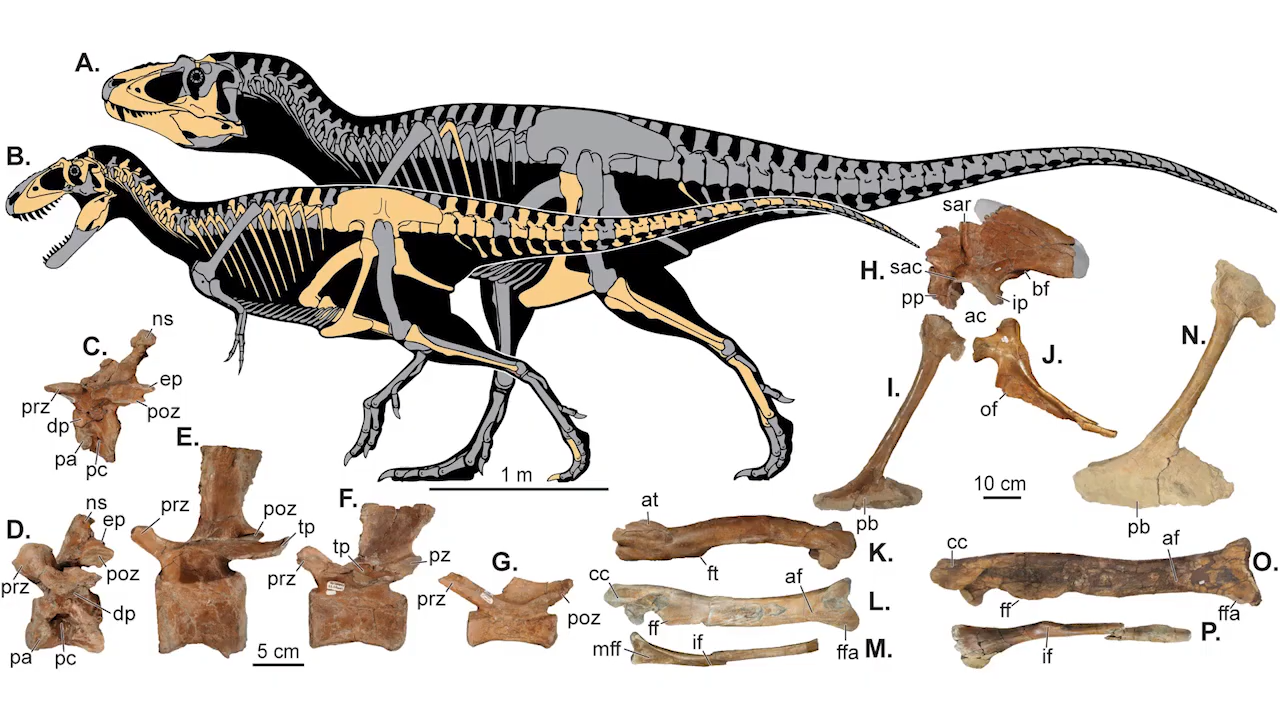 A.
B.
1 m
C.
ns
prz
ep
poz
dp
pa
pc
D.
ns
ep
prz
poz
dp
pa
pc
E.
prz
poz
tp
5 cm
F.
tp
prz
pz
G.
prz
poz
H.
sar
sac
pp
bf
ip
ac
I.
pb
J.
of
10 cm
N.
pb
at
K.
ft
cc
af
L.
ff
ffa
mff
if
M.
cc
af
O.
ff
ffa
P.
if